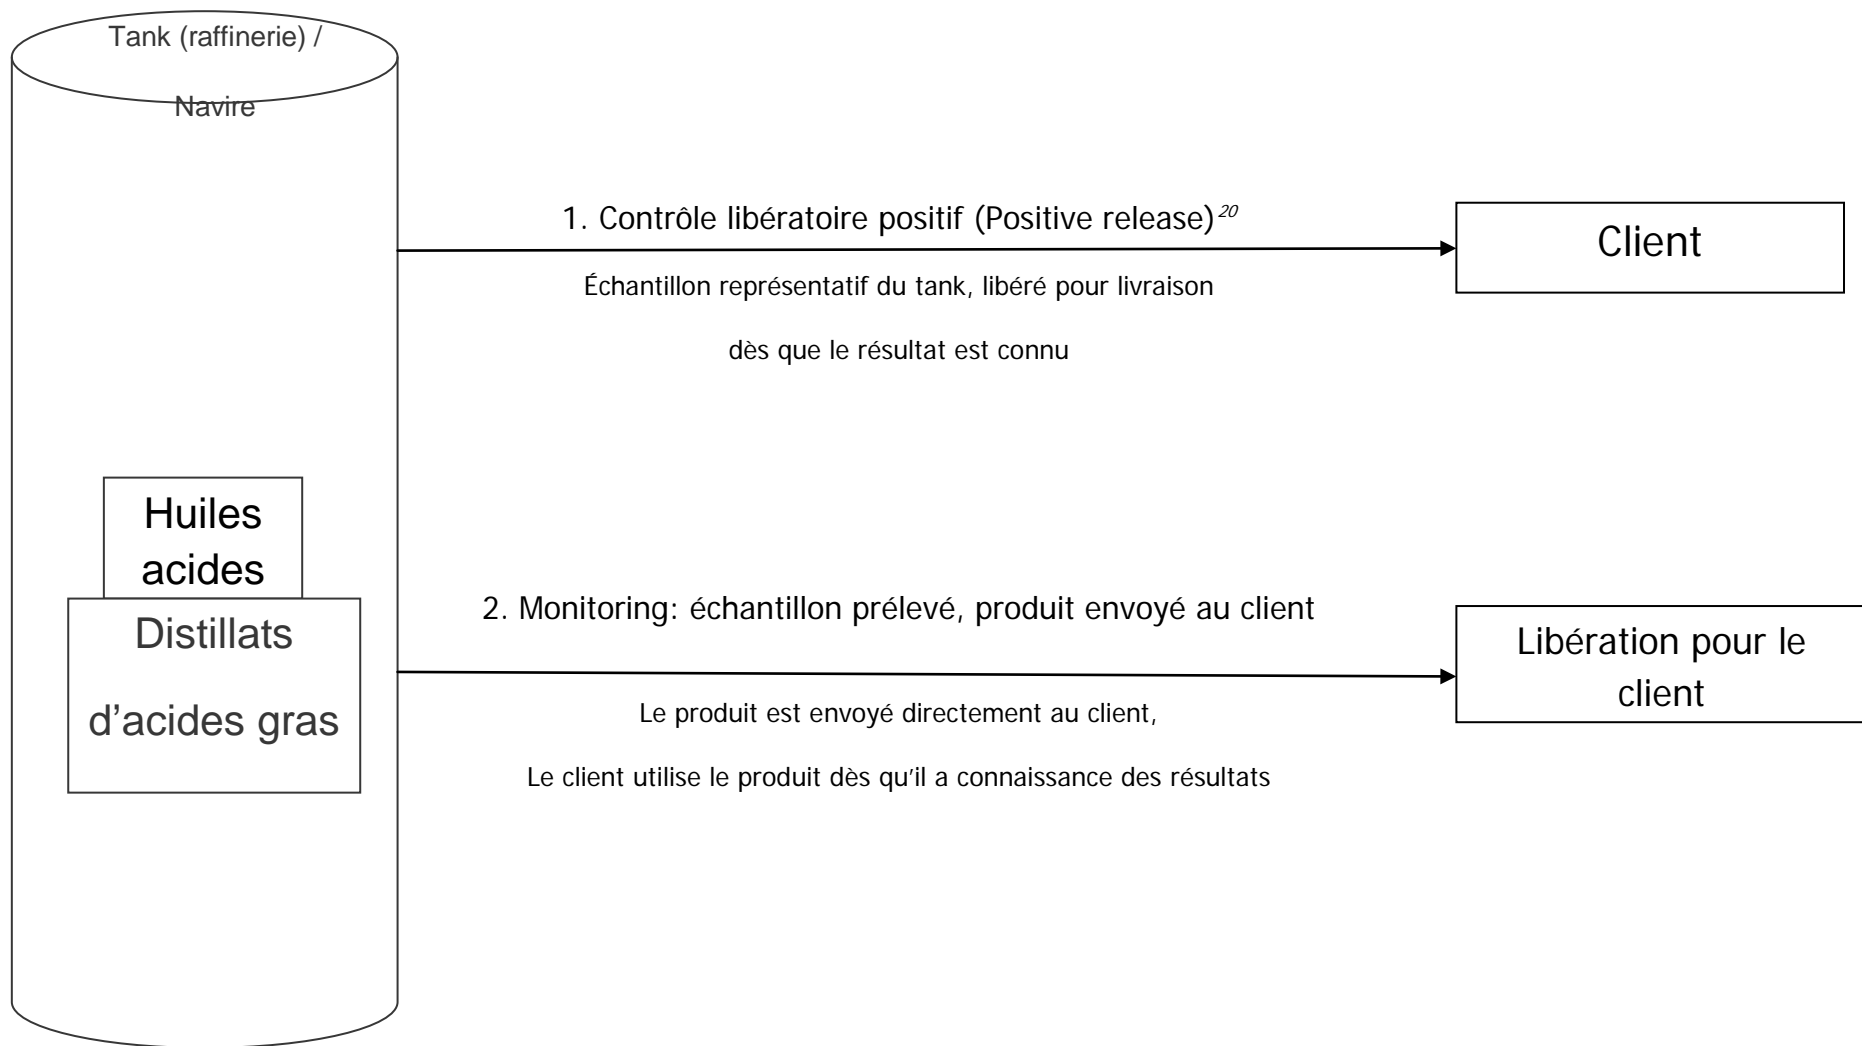 Tank (raffinerie) /
Navire
1. Contrôle libératoire positif (Positive release)20
Client
Échantillon représentatif du tank, libéré pour livraison
dès que le résultat est connu
Huiles
acides
Distillats
d’acides gras
2. Monitoring: échantillon prélevé, produit envoyé au client
Libération pour le
client
Le produit est envoyé directement au client,
Le client utilise le produit dès qu’il a connaissance des résultats